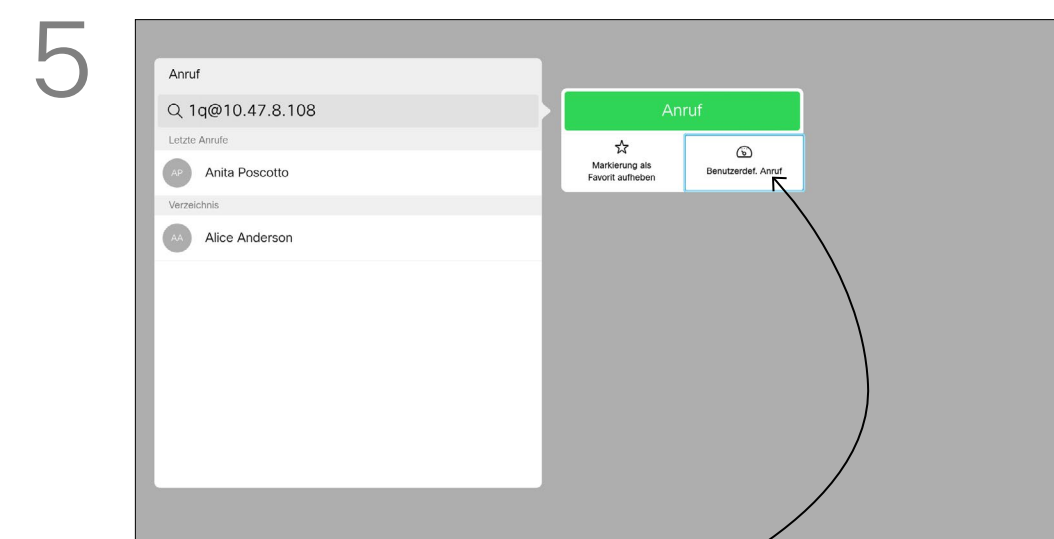 5
Anruf
1q@10.47.8.108
Letzte Anrufe
AP
Anita Poscotto
Verzeichnis
AA
Alice Anderson
Anruf
Markierung als
Favorit aufheben
Benutzerdef. Anruf